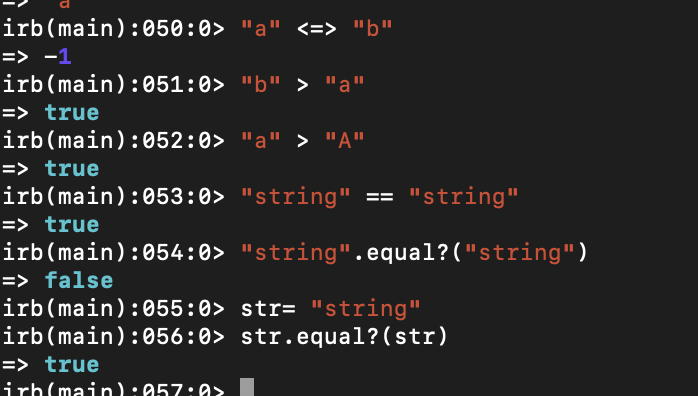 => "a"
irb(main):050:0> "a" <=> "b"
=> -1
irb(main):051:0> "b" > "a"
=> true
irb(main):052:0> "a" > "A"
=> true
irb(main):053:0> "string" == "string"
=> true
irb(main):054:0> "string".equal?("string")
=> false
irb(main):055:0> str= "string"
irb(main):056:0> str.equal?(str)
=> true
irb(main):057:0>